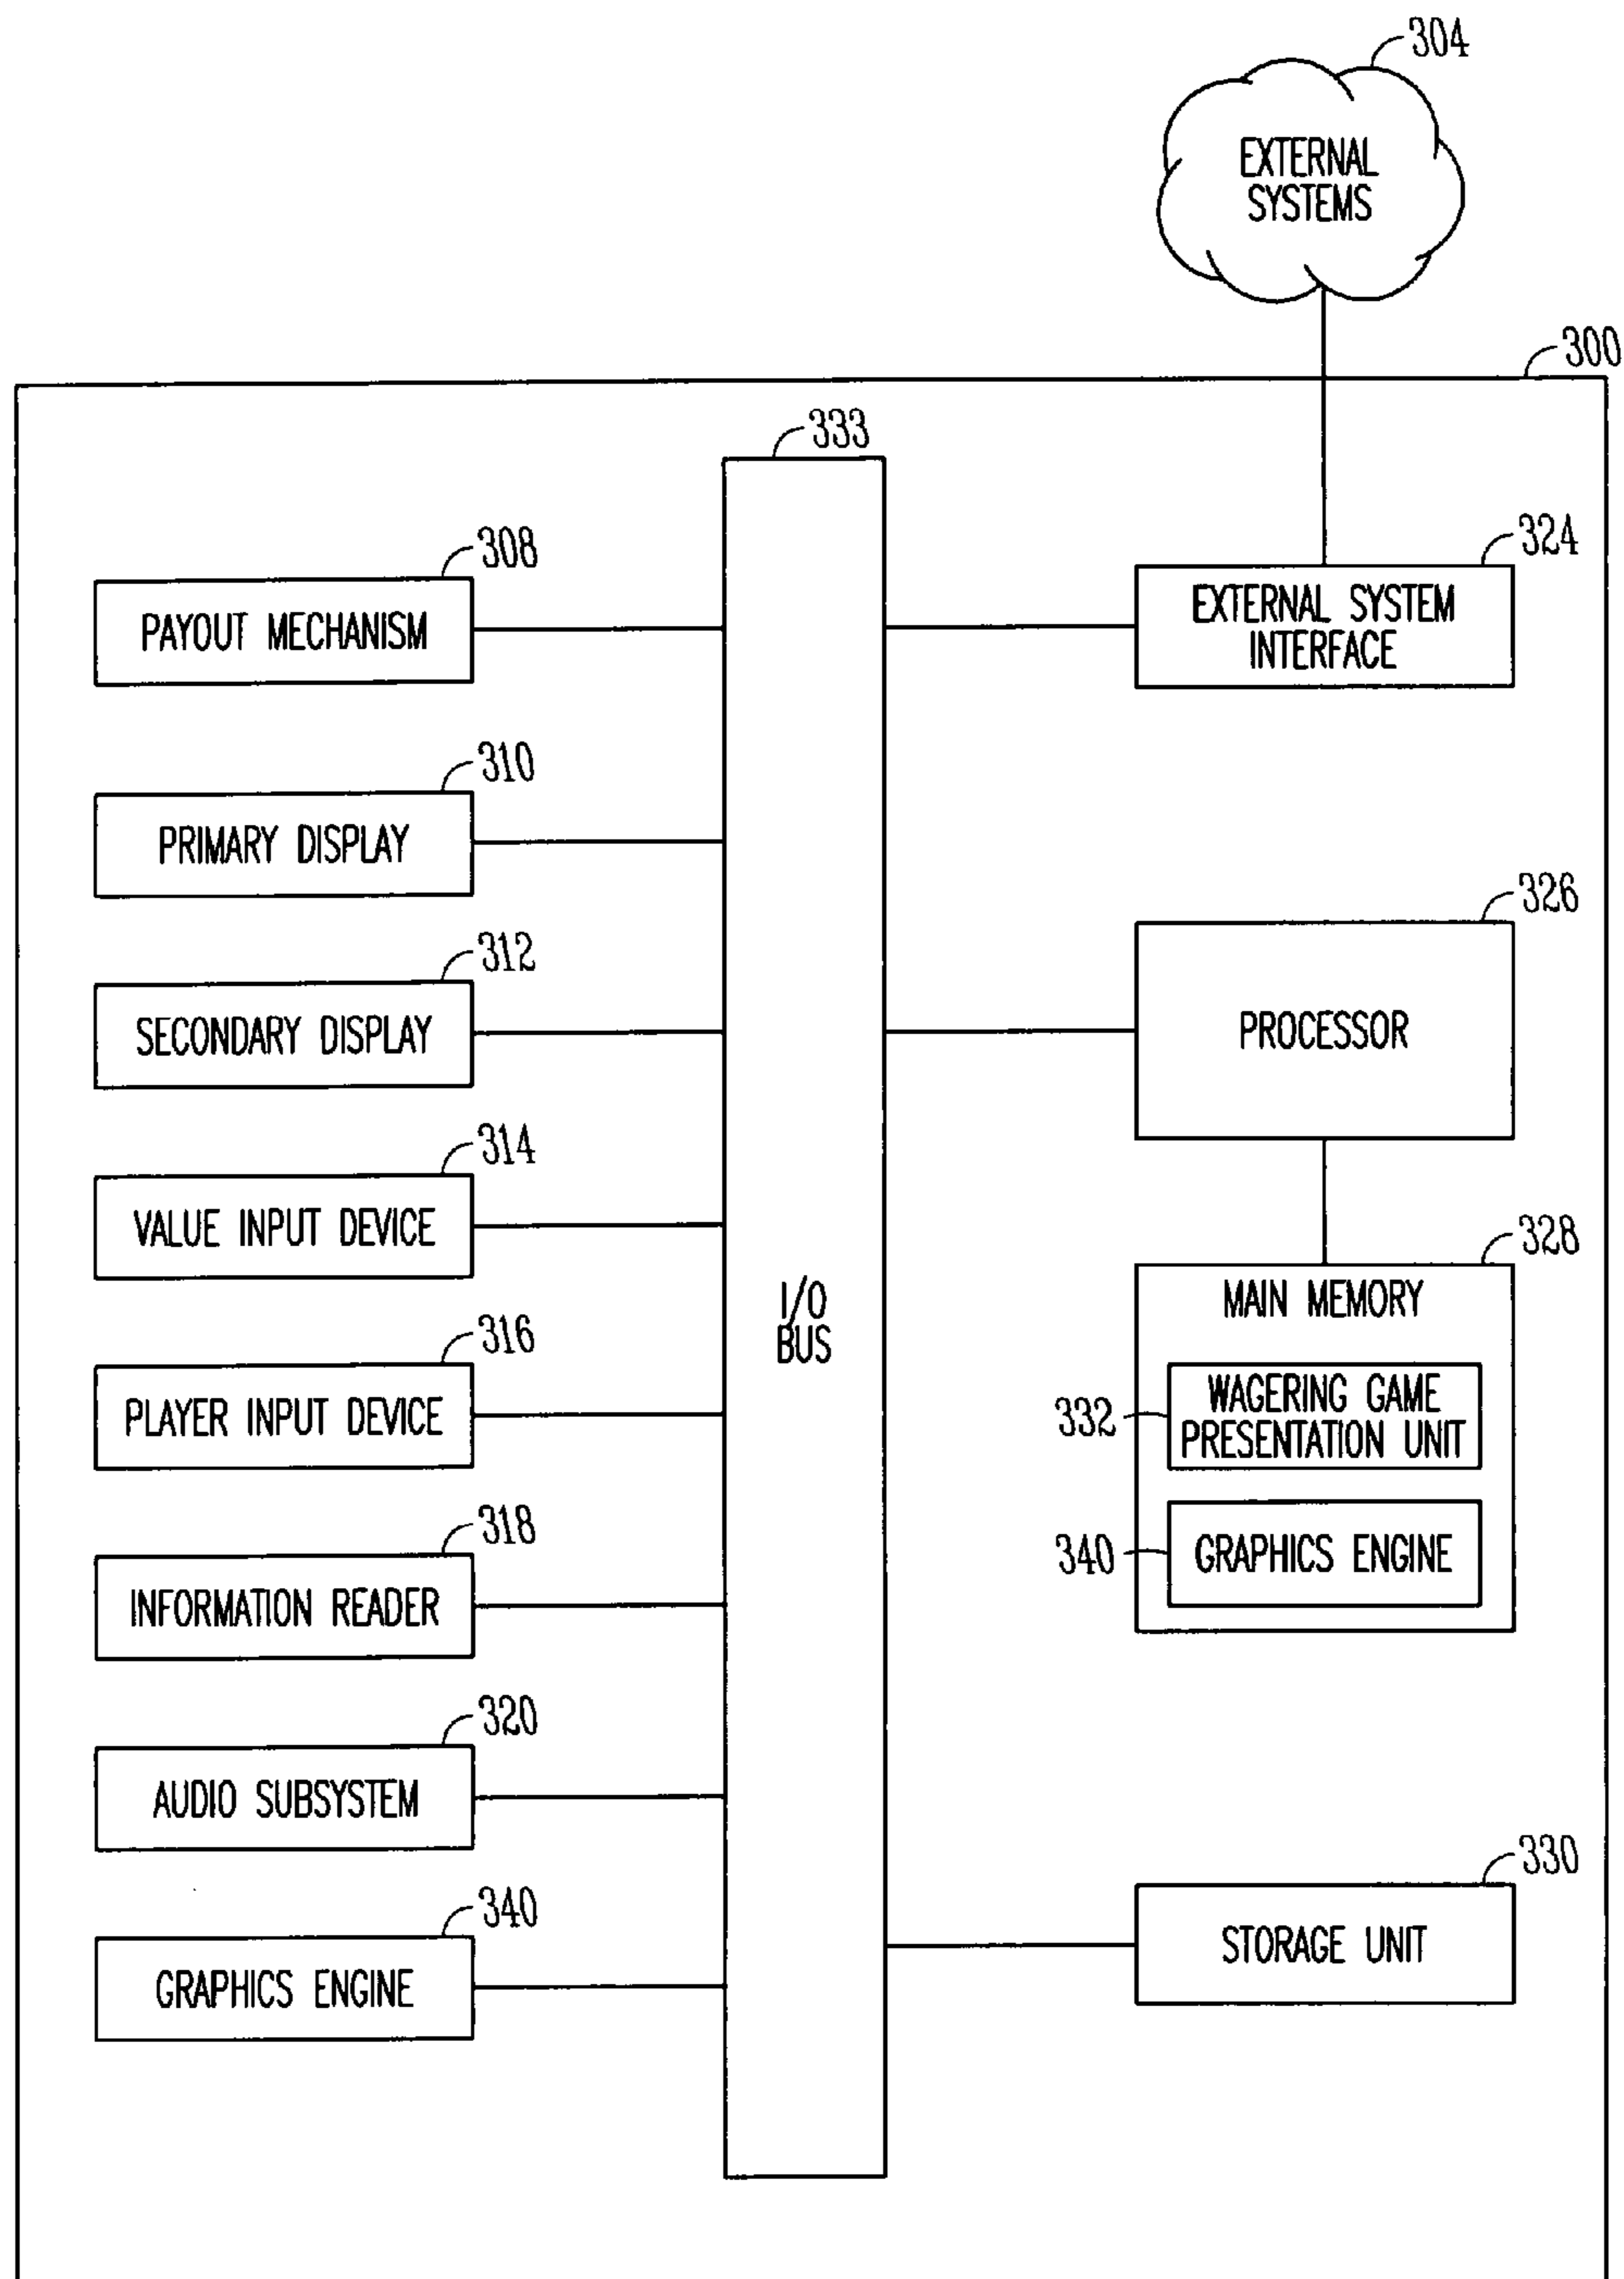 304
EXTERNAL
SYSTEMS
300
333
308
PAYOUT MECHANISM
324
EXTERNAL SYSTEM
INTERFACE
310
PRIMARY DISPLAY
326
PROCESSOR
312
SECONDARY DISPLAY
314
VALUE INPUT DEVICE
I/O
BUS
328
MAIN MEMORY
332
WAGERING GAME
PRESENTATION UNIT
340
GRAPHICS ENGINE
316
PLAYER INPUT DEVICE
318
INFORMATION READER
320
AUDIO SUBSYSTEM
340
GRAPHICS ENGINE
330
STORAGE UNIT